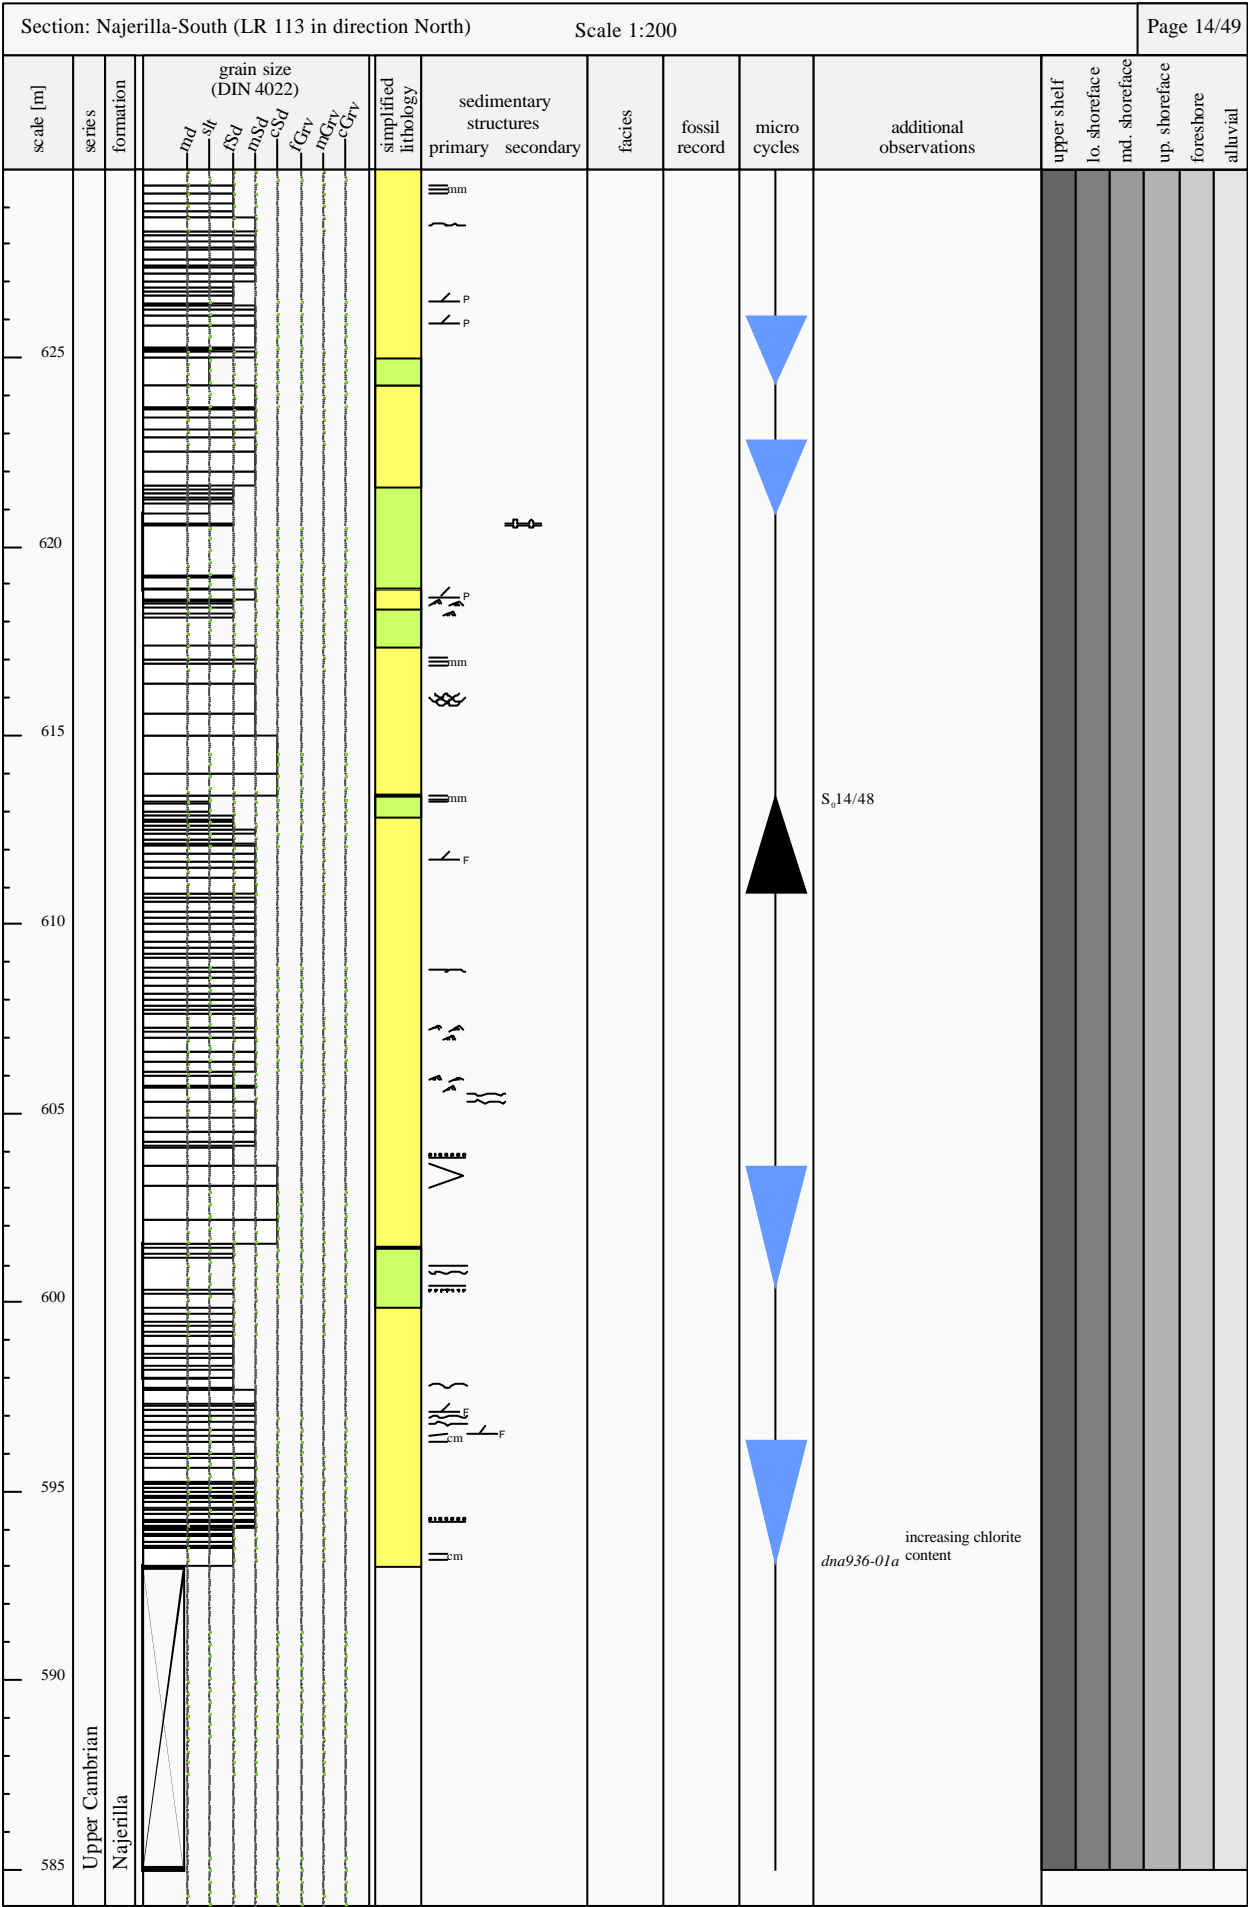 Section: Najerilla-South (LR 113 in direction North)
Scale 1:200
Page 14/49
scale [m]
series
formation
grain size
(DIN 4022)
md
slt
fSd
mSd
cSd
fGrv
mGrv
cGrv
simplified
lithology
sedimentary
structures
primary secondary
facies
fossil
record
micro
cycles
additional
observations
upper shelf
lo. shoreface
md. shoreface
up. shoreface
foreshore
alluvial
mm
P
P
625
620
P
mm
615
mm
S₀14/48
F
610
605
600
F
F
cm
595
increasing chlorite
content
cm
dna936-01a
590
Upper Cambrian
Najerilla
585